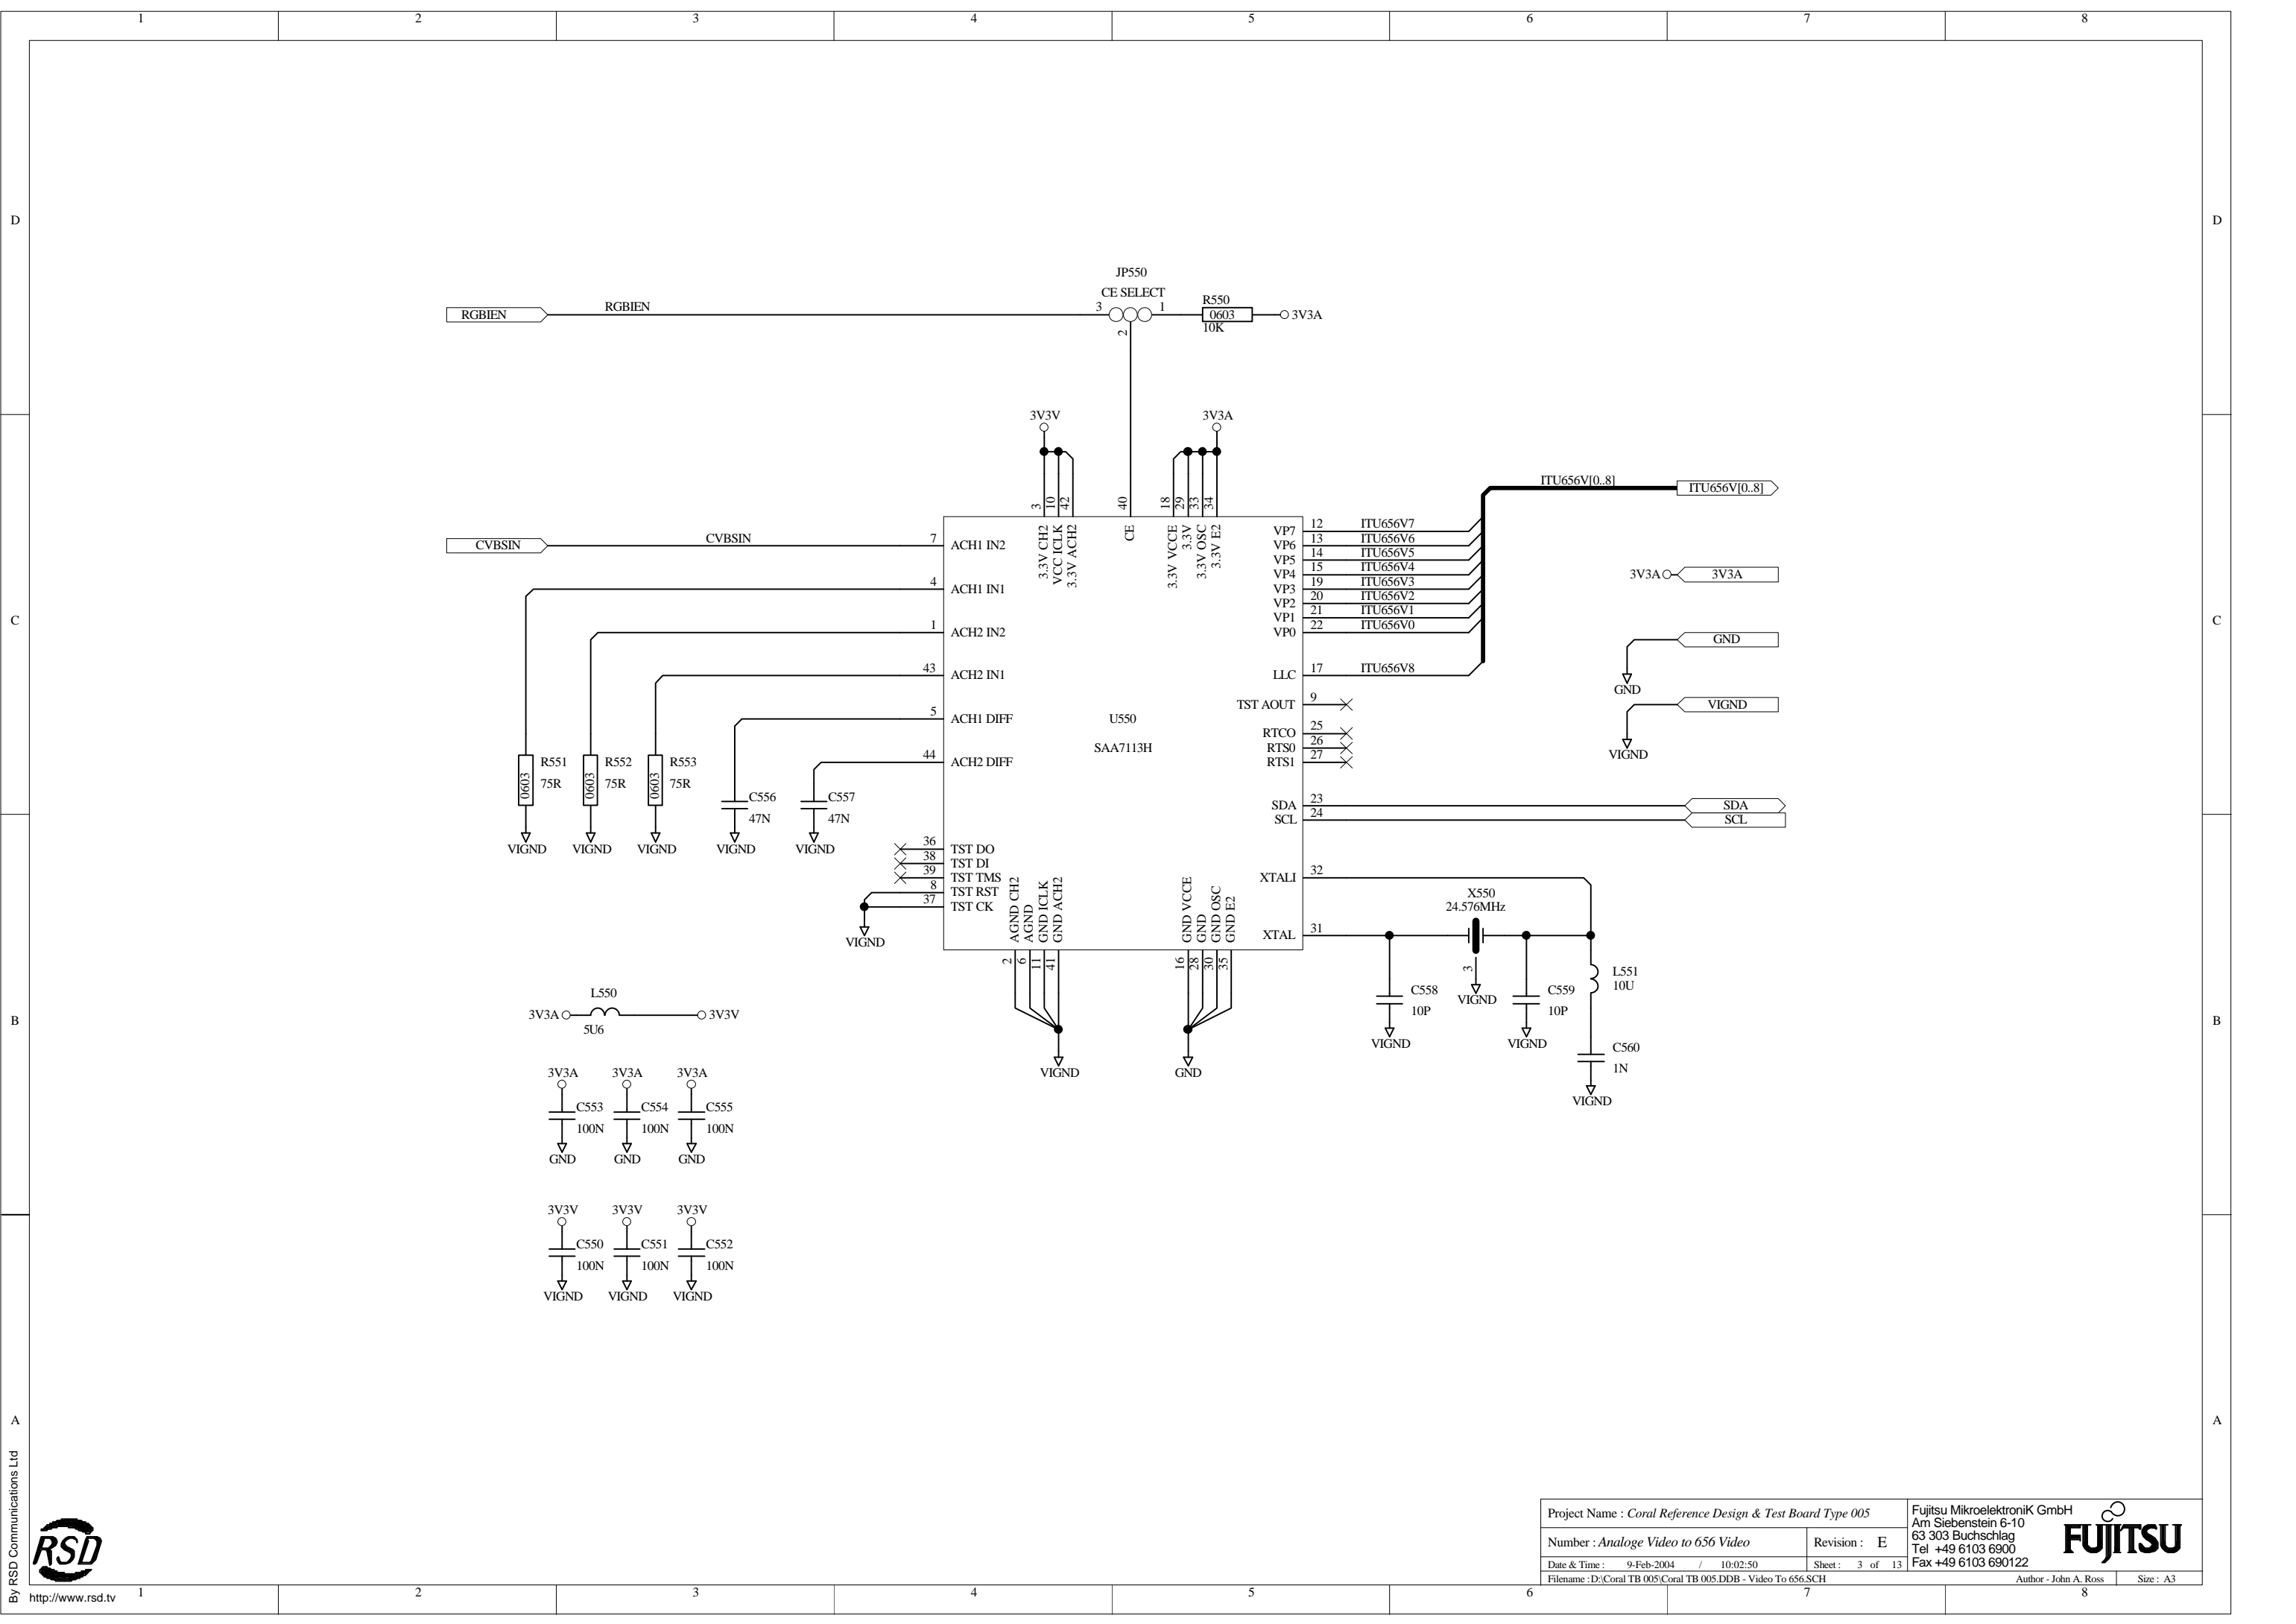 1 2 3 4 5 6 7 8
D D
JP550
CE SELECT
RGBIEN RGBIEN 3 1 2
R550
0603
10K
3V3A
3V3V
3V3A
3 10 42 40 18 29 33 34
3.3V CH2
VCC ICLK
3.3V ACH2
CE
3.3V VCCE
3.3V
3.3V OSC
3.3V E2
ITU656V[0..8] ITU656V[0..8]
CVBSIN CVBSIN 7 ACH1 IN2
4 ACH1 IN1
1 ACH2 IN2
43 ACH2 IN1
5 ACH1 DIFF
44 ACH2 DIFF
U550
SAA7113H
VP7 12 ITU656V7
VP6 13 ITU656V6
VP5 14 ITU656V5
VP4 15 ITU656V4
VP3 19 ITU656V3
VP2 20 ITU656V2
VP1 21 ITU656V1
VP0 22 ITU656V0
LLC 17 ITU656V8
TST AOUT 9
RTCO 25
RTS0 26
RTS1 27
SDA 23 SDA
SCL 24 SCL
XTALI 32
XTAL 31
3V3A 3V3A
GND
GND
VIGND
VIGND
C C
0603 R551 75R
0603 R552 75R
0603 R553 75R
C556 47N
C557 47N
VIGND VIGND VIGND VIGND VIGND
36 TST DO
38 TST DI
39 TST TMS
8 TST RST
37 TST CK
VIGND
AGND CH2
AGND
GND ICLK
GND ACH2
2 6 11 41
VIGND
GND VCCE
GND
GND OSC
GND E2
16 28 30 35
GND
X550
24.576MHz
3
VIGND
C558
10P
VIGND
C559
10P
VIGND
L551
10U
C560
1N
VIGND
B B
L550
3V3A 3V3V
5U6
3V3A 3V3A 3V3A
C553 C554 C555
100N 100N 100N
GND GND GND
3V3V 3V3V 3V3V
C550 C551 C552
100N 100N 100N
VIGND VIGND VIGND
A A
By RSD Communications Ltd
RSD
http://www.rsd.tv
Project Name : Coral Reference Design & Test Board Type 005
Number : Analoge Video to 656 Video
Revision : E
Date & Time : 9-Feb-2004 / 10:02:50
Sheet : 3 of 13
Filename : D:\Coral TB 005\Coral TB 005.DDB - Video To 656.SCH
Author - John A. Ross
Size : A3
Fujitsu MikroelektroniK GmbH
Am Siebenstein 6-10
63 303 Buchschlag
Tel +49 6103 6900
Fax +49 6103 690122
FUJITSU
1 2 3 4 5 6 7 8